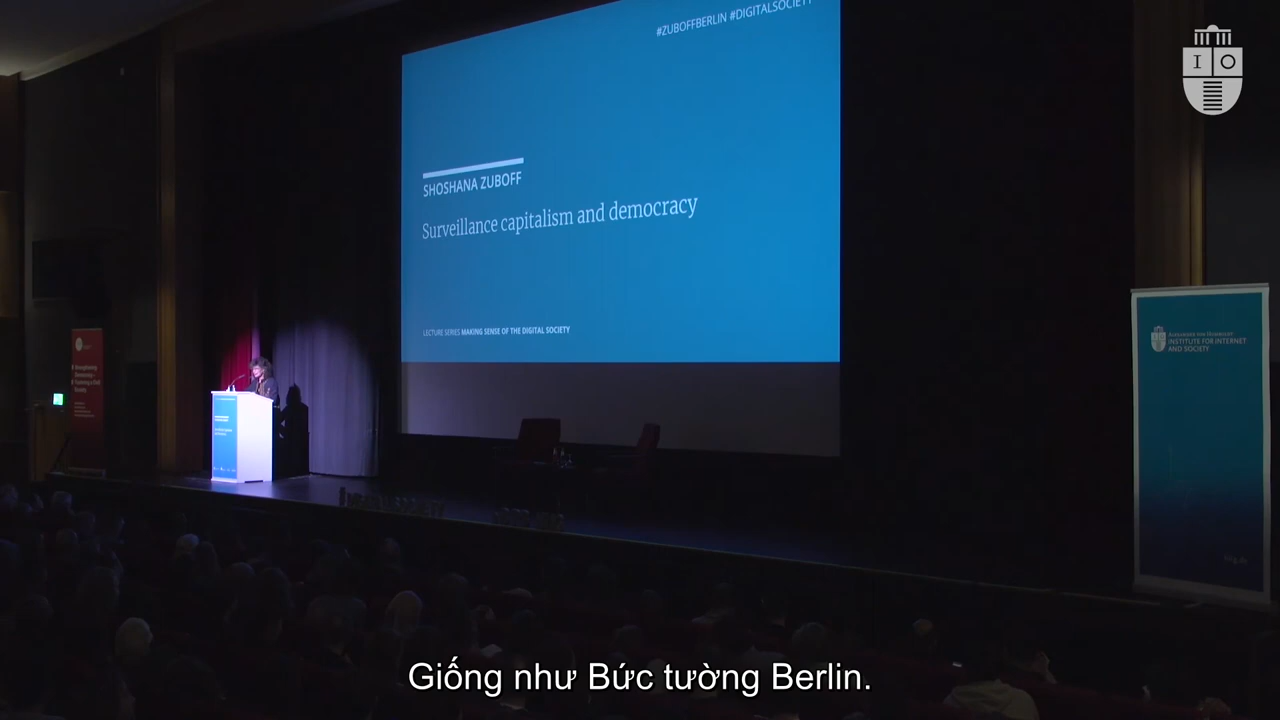 #ZUBOFFBERLIN #DIGITALSOCIETY
I O
SHOSHANA ZUBOFF
Surveillance capitalism and democracy
LECTURE SERIES MAKING SENSE OF THE DIGITAL SOCIETY
INSTITUTE FOR INTERNET
AND SOCIETY
Giống như Bức tường Berlin.